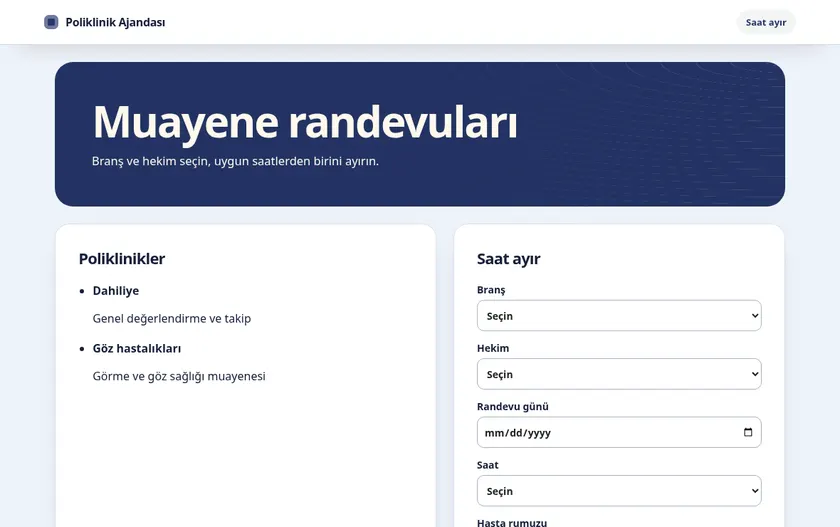 Poliklinik Ajandası
Saat ayır
Muayene randevuları
Branş ve hekim seçin, uygun saatlerden birini ayırın.
Poliklinikler
Dahiliye
Genel değerlendirme ve takip
Göz hastalıkları
Görme ve göz sağlığı muayenesi
Saat ayır
Branş
Seçin
Hekim
Seçin
Randevu günü
mm/dd/yyyy
Saat
Seçin
Hasta rumuzu